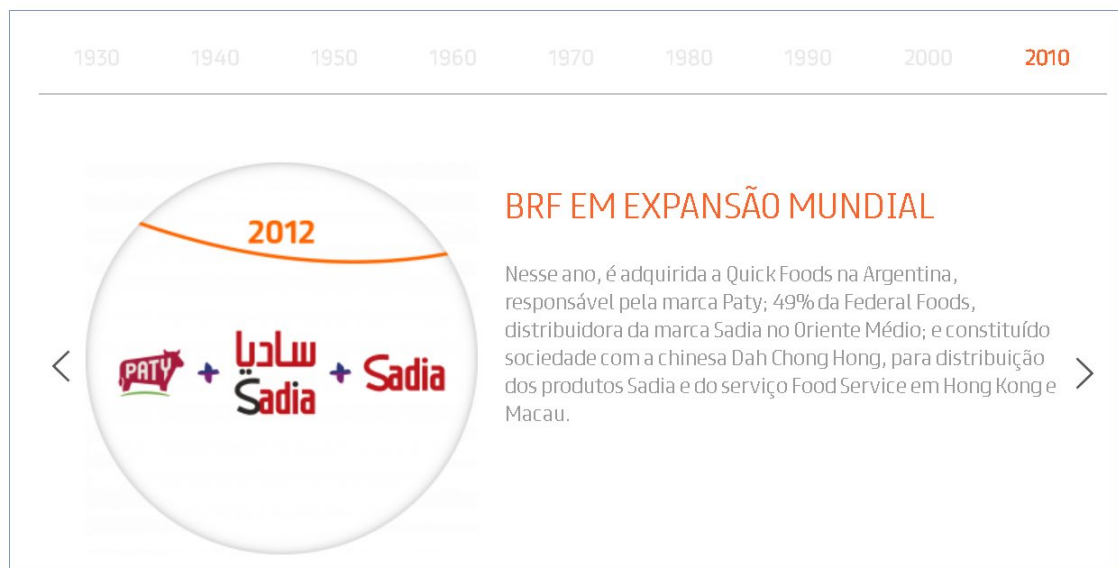 1930 1940 1950 1960 1970 1980 1990 2000 2010
2012
PATY + ساديا Sadia + Sadia
BRF EM EXPANSÃO MUNDIAL
Nesse ano, é adquirida a Quick Foods na Argentina,
responsável pela marca Paty; 49% da Federal Foods,
distribuidora da marca Sadia no Oriente Médio; e constituído
sociedade com a chinesa Dah Chong Hong, para distribuição
dos produtos Sadia e do serviço Food Service em Hong Kong e
Macau.